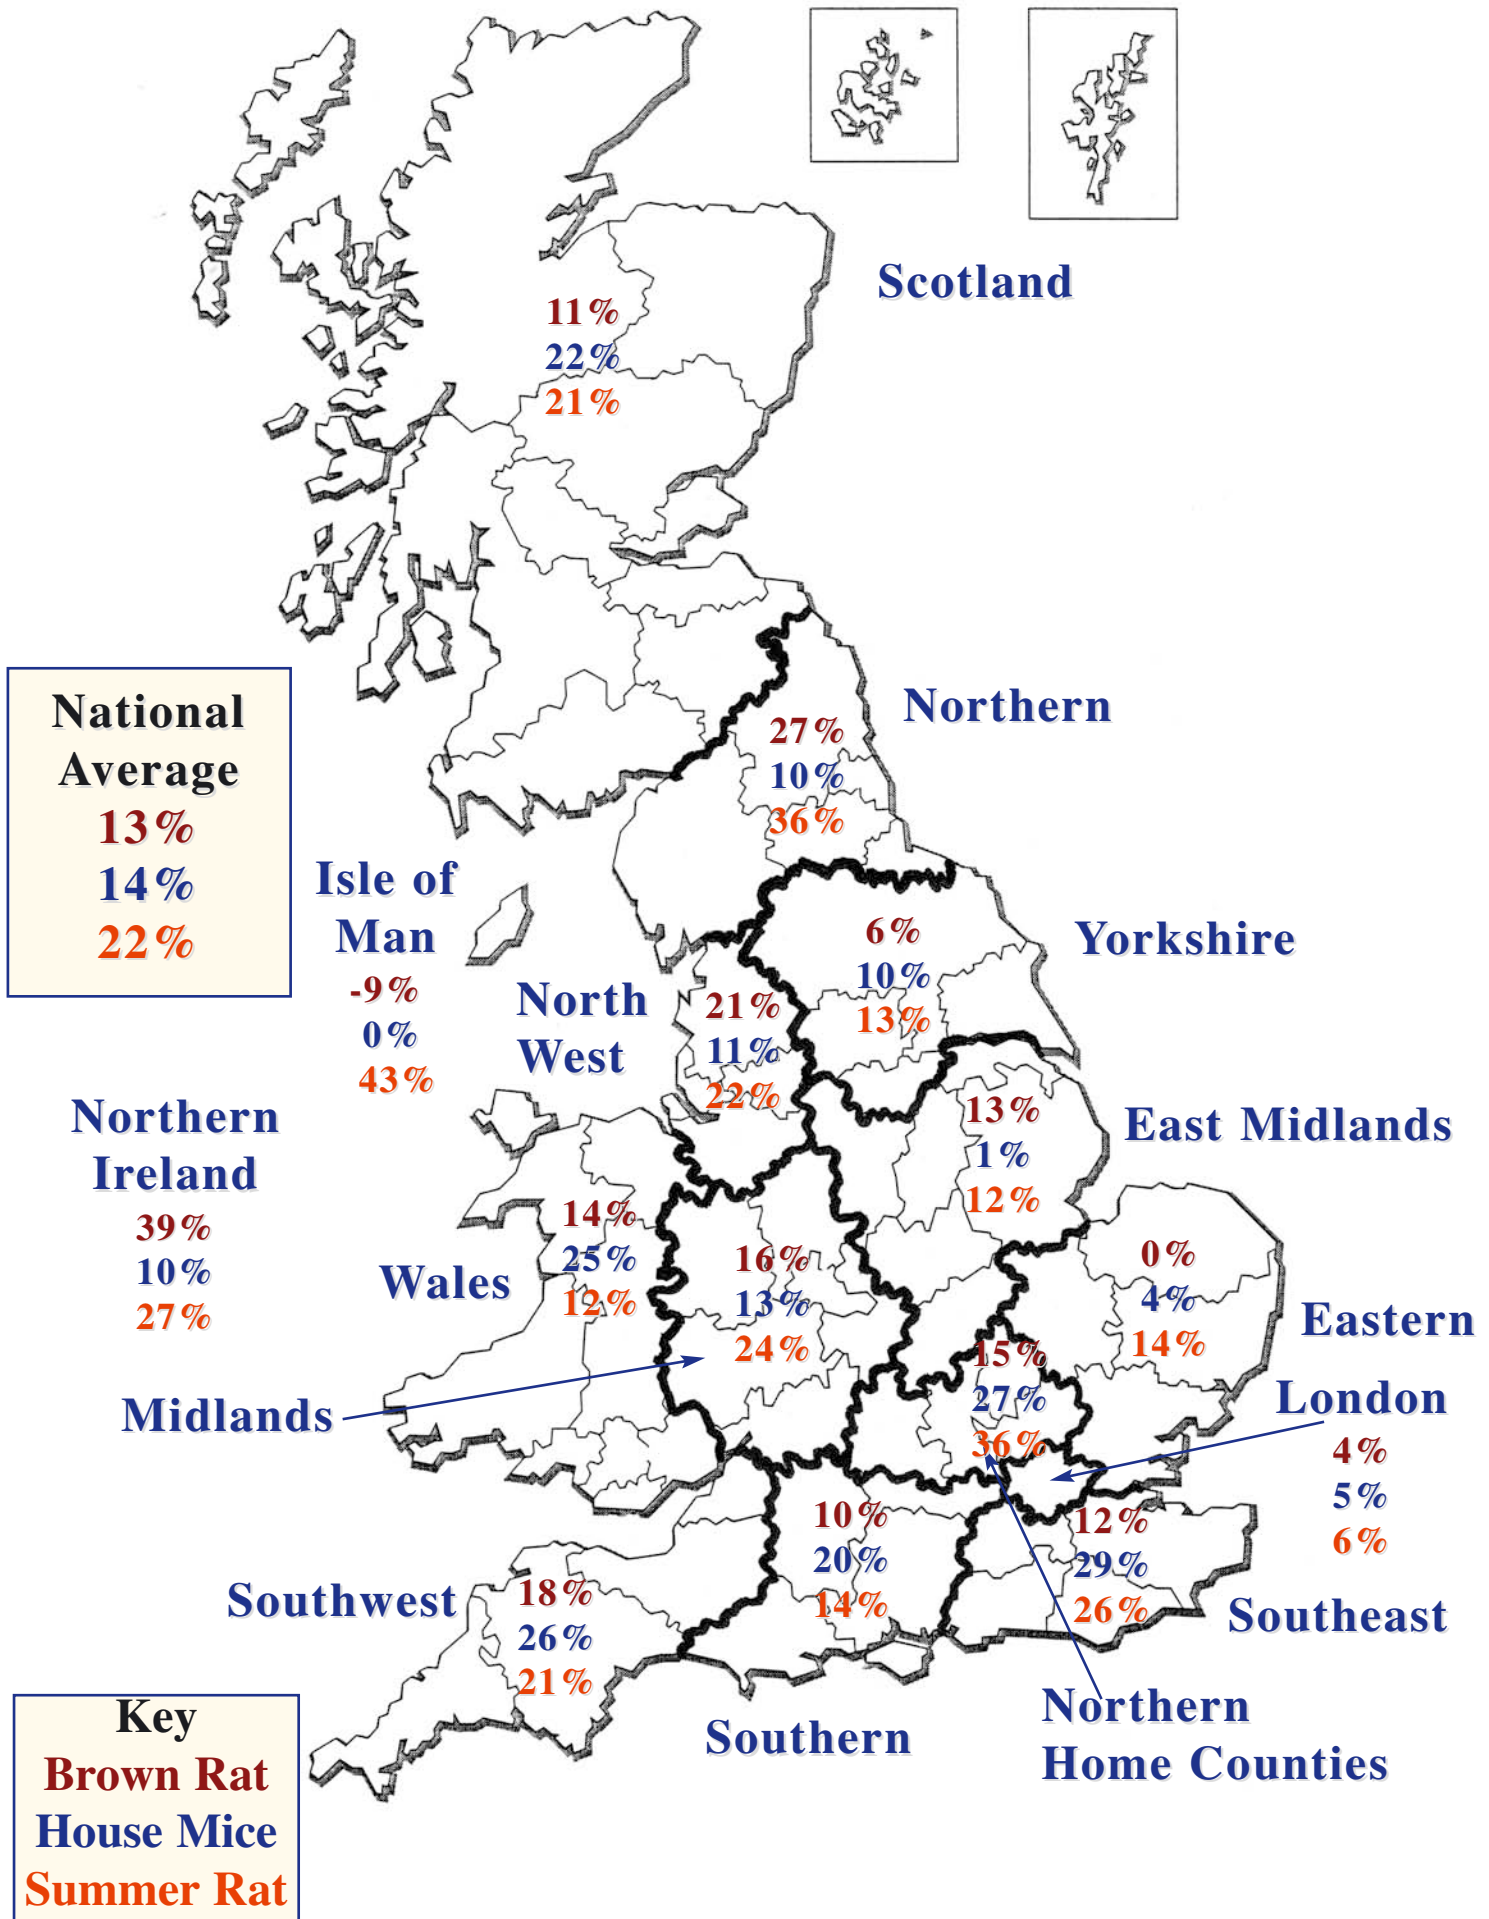 Scotland
11%
22%
21%
Northern
27%
10%
36%
National
Average
13%
14%
22%
Isle of
Man
-9%
0%
43%
Yorkshire
6%
10%
13%
North
West
21%
11%
22%
Northern
Ireland
39%
10%
27%
East Midlands
13%
1%
12%
Wales
14%
25%
12%
16%
13%
24%
Midlands
0%
4%
14%
Eastern
15%
27%
36%
London
4%
5%
6%
10%
20%
14%
12%
29%
26%
Southeast
Southwest
18%
26%
21%
Southern
Northern
Home Counties
Key
Brown Rat
House Mice
Summer Rat